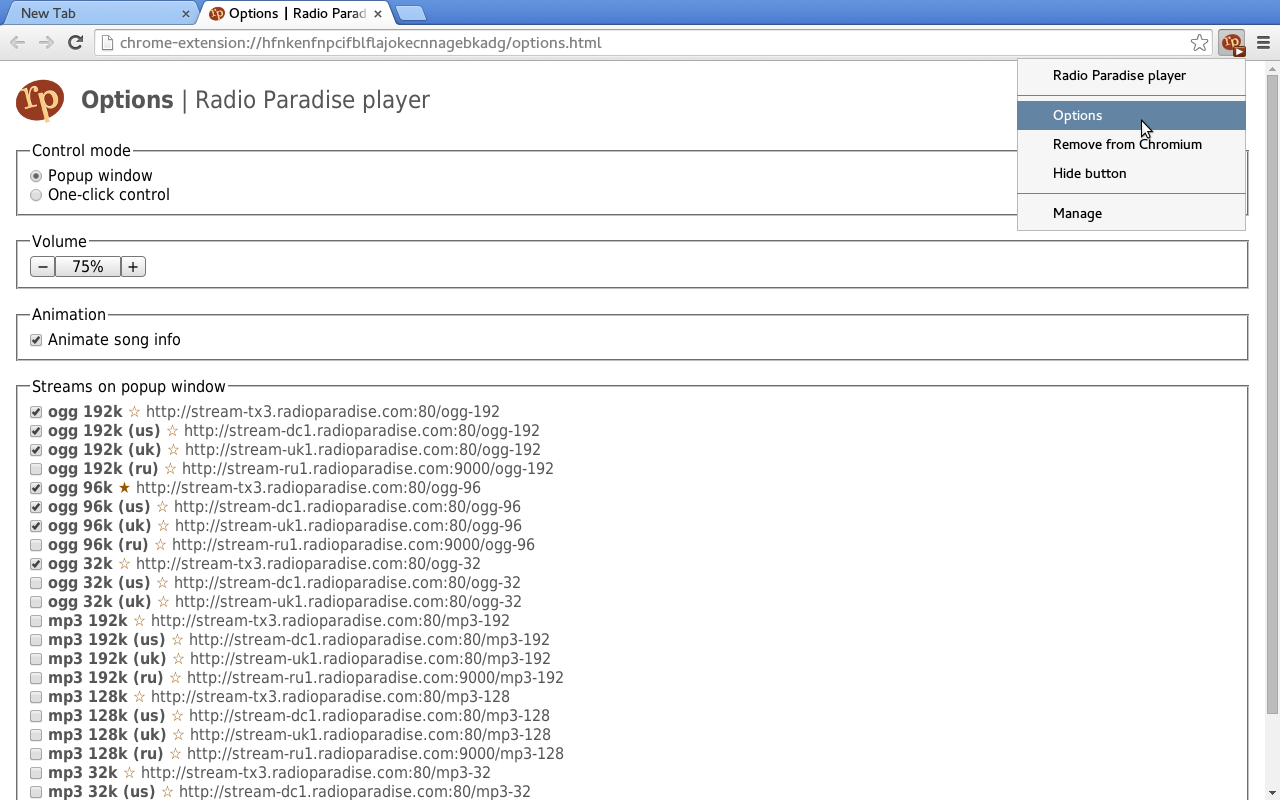 New Tab
Options | Radio Parad
chrome-extension://hfnkenfnpcifblflajokecnnagebkadg/options.html
rp
Radio Paradise player
Options
Remove from Chromium
Hide button
Manage
rp
Options | Radio Paradise player
Control mode
Popup window
One-click control
Volume
− 75% +
Animation
Animate song info
Streams on popup window
ogg 192k ☆ http://stream-tx3.radioparadise.com:80/ogg-192
ogg 192k (us) ☆ http://stream-dc1.radioparadise.com:80/ogg-192
ogg 192k (uk) ☆ http://stream-uk1.radioparadise.com:80/ogg-192
ogg 192k (ru) ☆ http://stream-ru1.radioparadise.com:9000/ogg-192
ogg 96k ★ http://stream-tx3.radioparadise.com:80/ogg-96
ogg 96k (us) ☆ http://stream-dc1.radioparadise.com:80/ogg-96
ogg 96k (uk) ☆ http://stream-uk1.radioparadise.com:80/ogg-96
ogg 96k (ru) ☆ http://stream-ru1.radioparadise.com:9000/ogg-96
ogg 32k ☆ http://stream-tx3.radioparadise.com:80/ogg-32
ogg 32k (us) ☆ http://stream-dc1.radioparadise.com:80/ogg-32
ogg 32k (uk) ☆ http://stream-uk1.radioparadise.com:80/ogg-32
mp3 192k ☆ http://stream-tx3.radioparadise.com:80/mp3-192
mp3 192k (us) ☆ http://stream-dc1.radioparadise.com:80/mp3-192
mp3 192k (uk) ☆ http://stream-uk1.radioparadise.com:80/mp3-192
mp3 192k (ru) ☆ http://stream-ru1.radioparadise.com:9000/mp3-192
mp3 128k ☆ http://stream-tx3.radioparadise.com:80/mp3-128
mp3 128k (us) ☆ http://stream-dc1.radioparadise.com:80/mp3-128
mp3 128k (uk) ☆ http://stream-uk1.radioparadise.com:80/mp3-128
mp3 128k (ru) ☆ http://stream-ru1.radioparadise.com:9000/mp3-128
mp3 32k ☆ http://stream-tx3.radioparadise.com:80/mp3-32
mp3 32k (us) ☆ http://stream-dc1.radioparadise.com:80/mp3-32